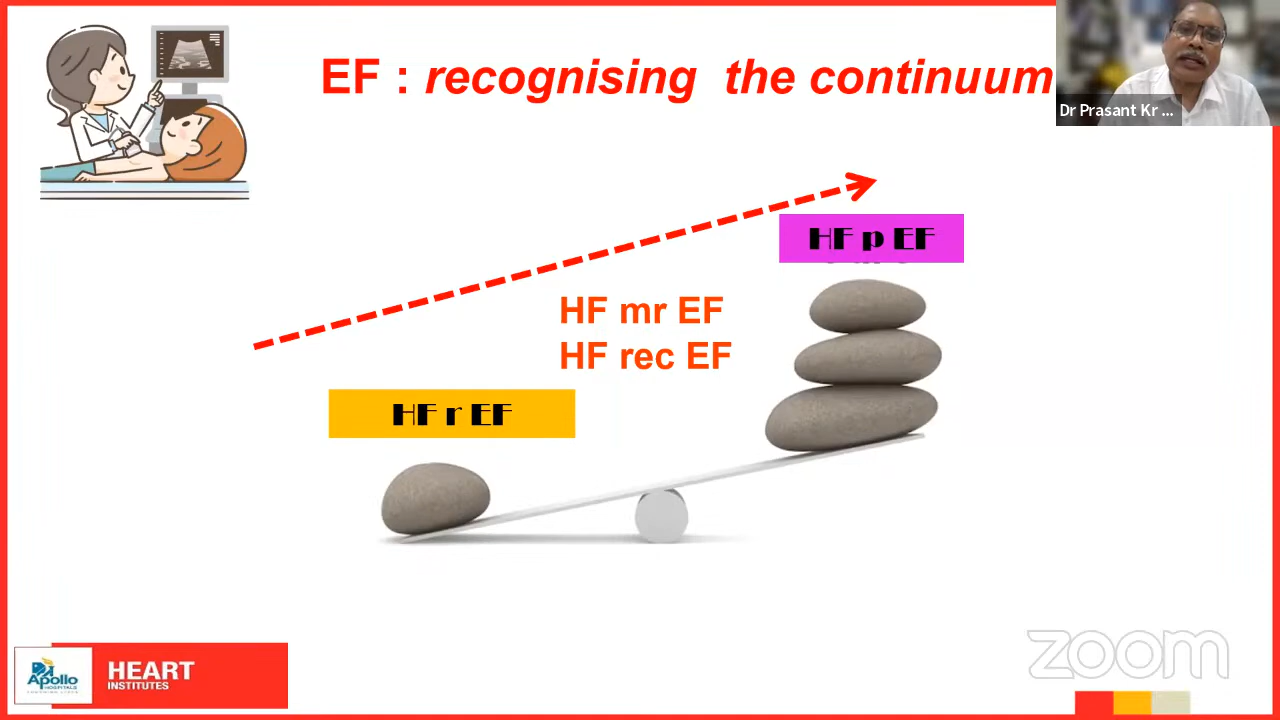 EF : recognising the continuum
Dr Prasant Kr ...
HF p EF
HF mr EF
HF rec EF
HF r EF
Apollo
HOSPITALS
HEART
INSTITUTES
zoom